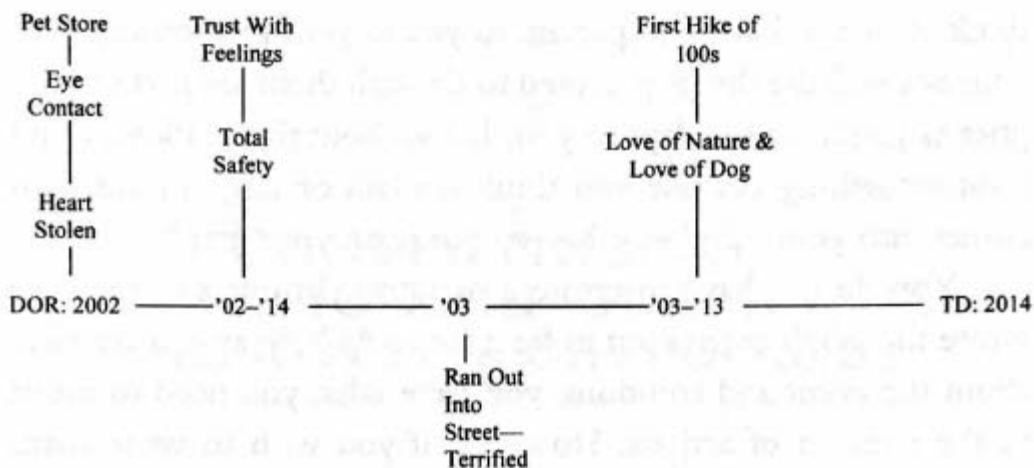 Pet Store
Eye
Contact
Heart
Stolen
Trust With
Feelings
Total
Safety
First Hike of
100s
Love of Nature &
Love of Dog
DOR: 2002 '02–'14 '03 '03–'13 TD: 2014
Ran Out
Into
Street—
Terrified